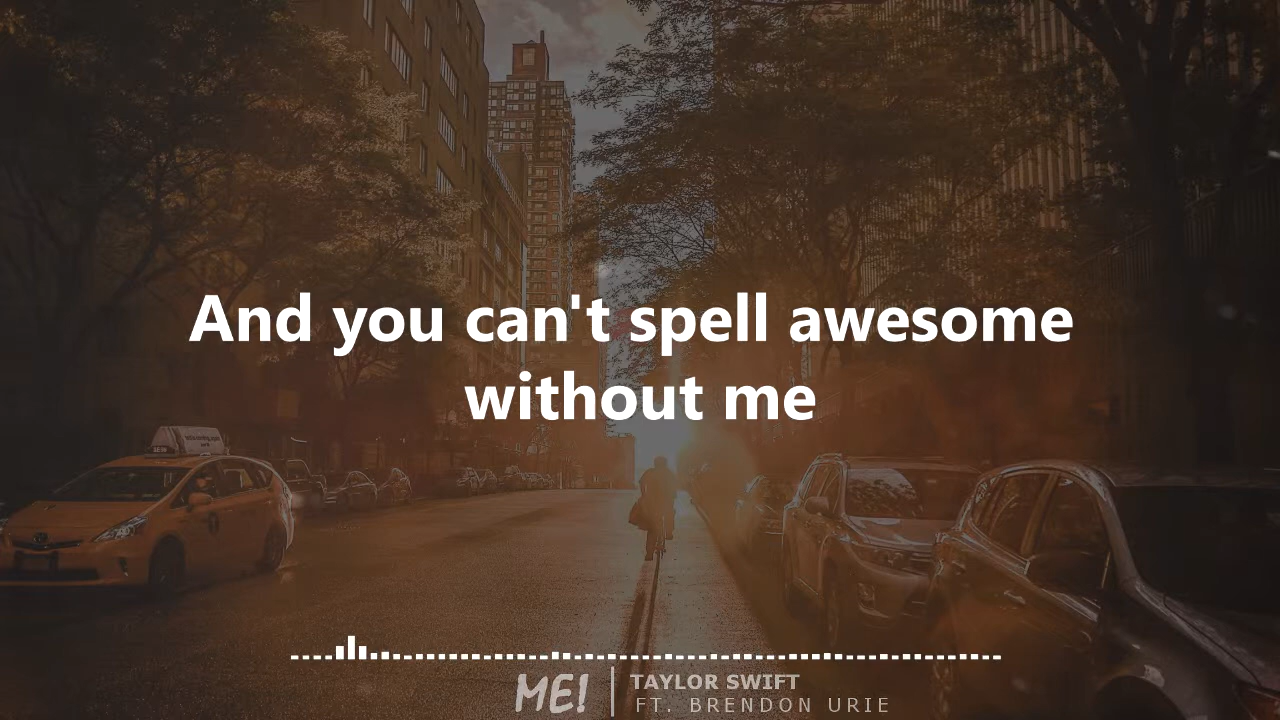 And you can't spell awesome
without me
ME!
TAYLOR SWIFT
FT. BRENDON URIE